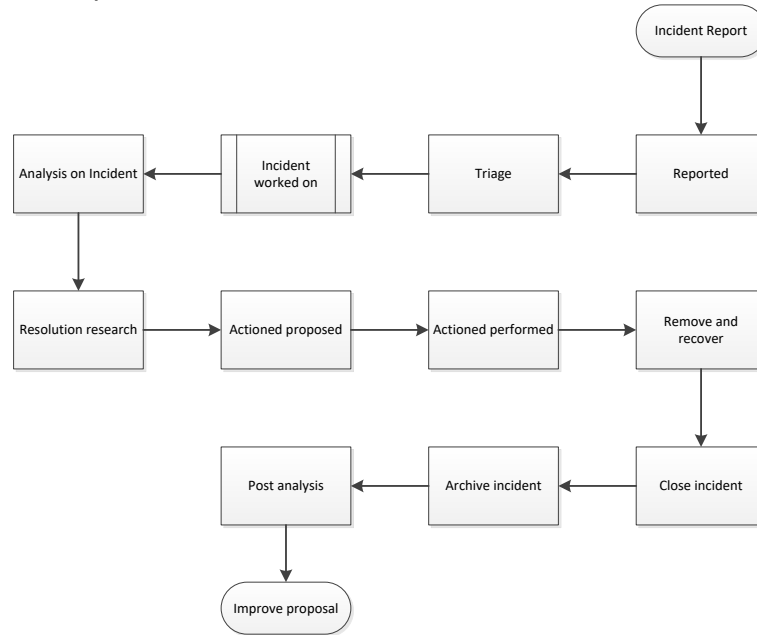 Incident Report
Reported
Triage
Incident
worked on
Analysis on Incident
Resolution research
Actioned proposed
Actioned performed
Remove and
recover
Close incident
Archive incident
Post analysis
Improve proposal